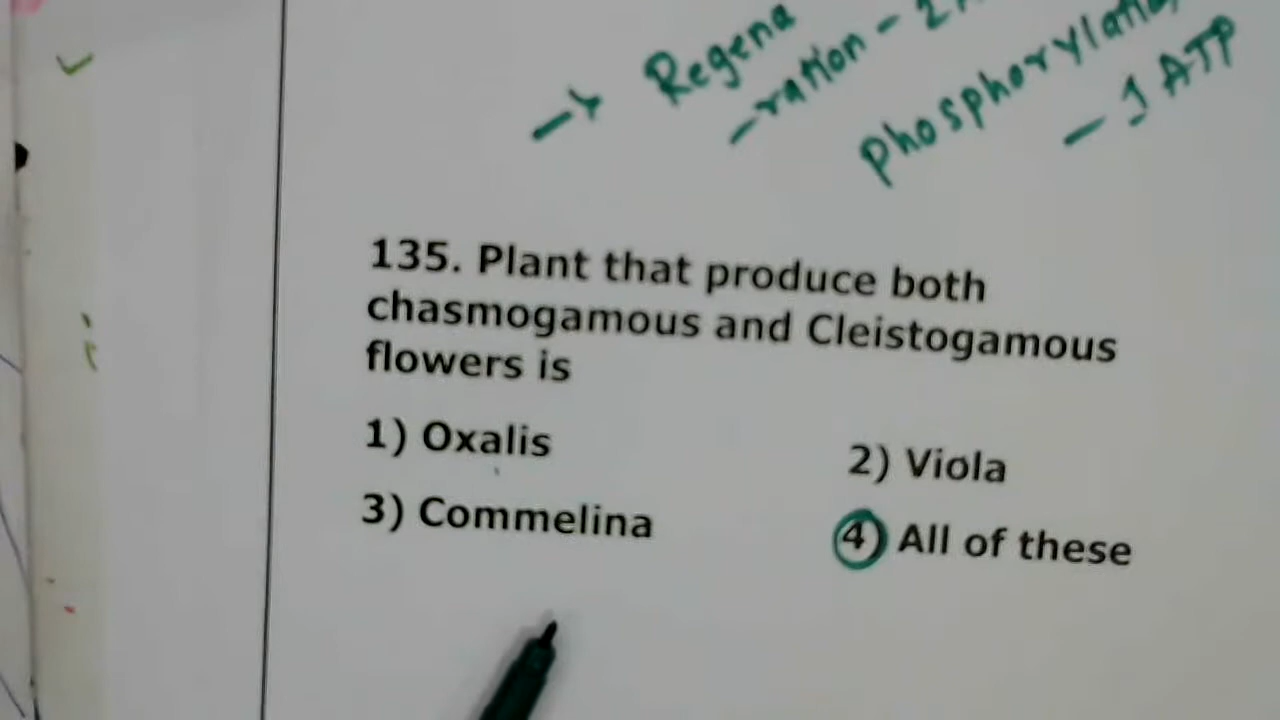 → Regena
-ration -
phosphorylation
- 1 ATP
135. Plant that produce both
chasmogamous and Cleistogamous
flowers is
1) Oxalis
2) Viola
3) Commelina
4) All of these